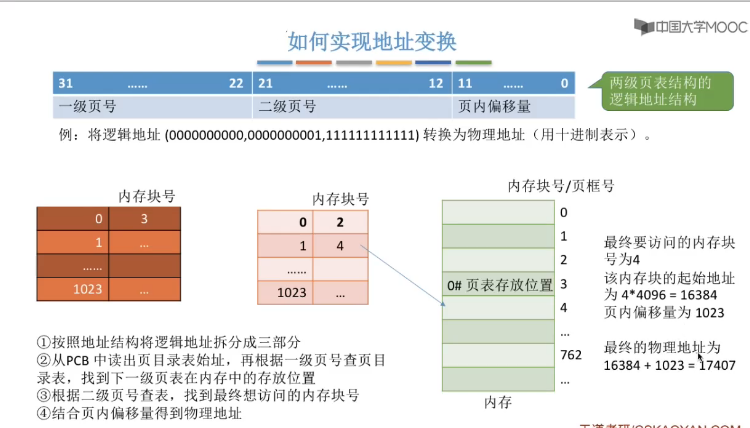 中国大学MOOC
如何实现地址变换
31 …… 22 21 …… 12 11 …… 0
一级页号 二级页号 页内偏移量
两级页表结构的
逻辑地址结构
例：将逻辑地址 (0000000000,0000000001,111111111111) 转换为物理地址（用十进制表示）。
内存块号
0 3
1 …
……
1023 …
内存块号
0 2
1 4
……
1023 …
内存块号/页框号
0
1
2
0# 页表存放位置 3
4
…
762
…
内存
最终要访问的内存块
号为4
该内存块的起始地址
为 4*4096 = 16384
页内偏移量为 1023
最终的物理地址为
16384 + 1023 = 17407
①按照地址结构将逻辑地址拆分成三部分
②从PCB 中读出页目录表始址，再根据一级页号查页目
录表，找到下一级页表在内存中的存放位置
③根据二级页号查表，找到最终想访问的内存块号
④结合页内偏移量得到物理地址